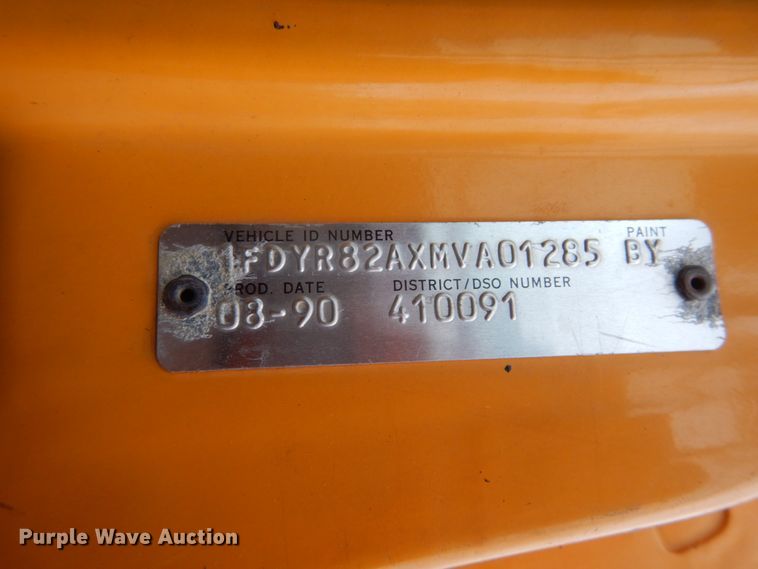 VEHICLE ID NUMBER PAINT
1FDYR82AXMVA01285 BY
PROD. DATE DISTRICT/DSO NUMBER
08-90 410091
Purple Wave Auction